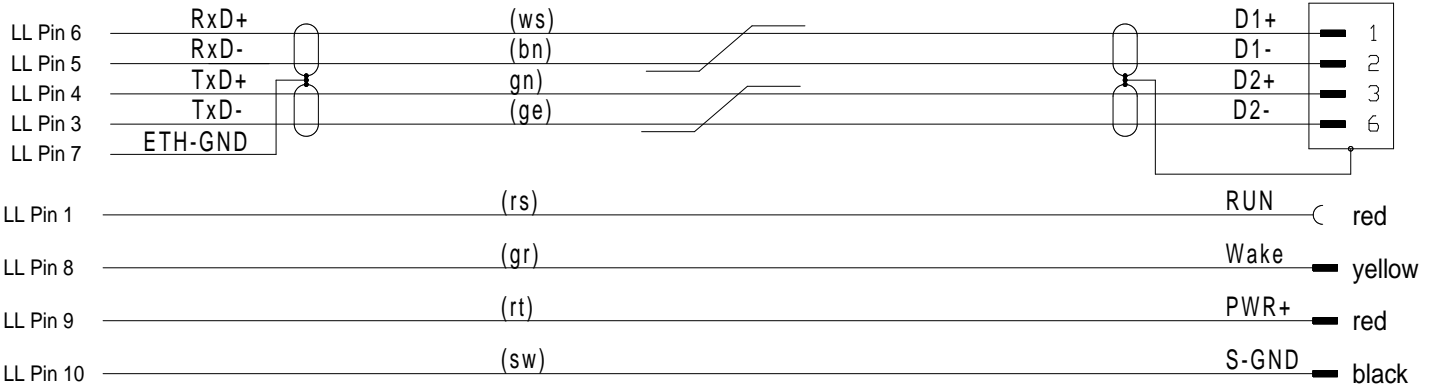 LL Pin 6 RxD+ (ws) D1+ 1
LL Pin 5 RxD- (bn) D1- 2
LL Pin 4 TxD+ gn) D2+ 3
LL Pin 3 TxD- (ge) D2- 6
LL Pin 7 ETH-GND
LL Pin 1 (rs) RUN red
LL Pin 8 (gr) Wake yellow
LL Pin 9 (rt) PWR+ red
LL Pin 10 (sw) S-GND black